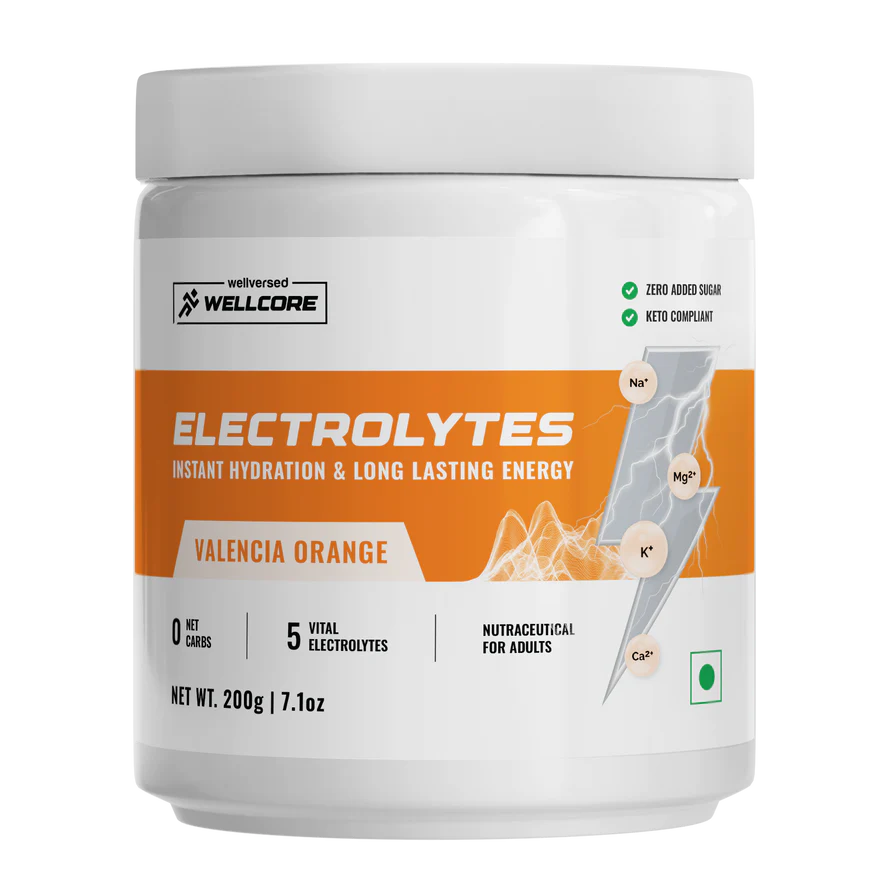 wellversed
WELLCORE
ZERO ADDED SUGAR
KETO COMPLIANT
ELECTROLYTES
INSTANT HYDRATION & LONG LASTING ENERGY
VALENCIA ORANGE
Na⁺
Mg²⁺
K⁺
Ca²⁺
0 NET CARBS
5 VITAL ELECTROLYTES
NUTRACEUTICAL
FOR ADULTS
NET WT. 200g | 7.1oz